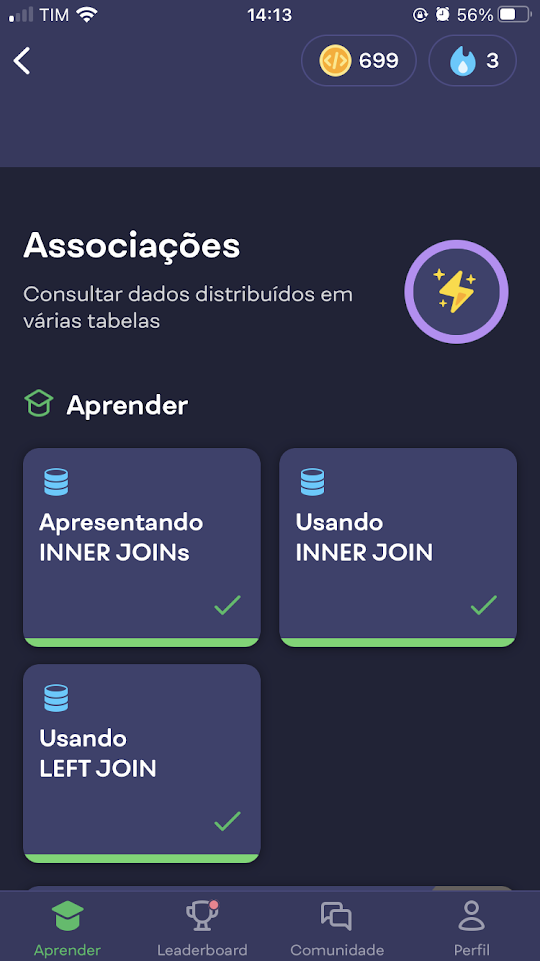 TIM 14:13 56%
699 3
Associações
Consultar dados distribuídos em
várias tabelas
Aprender
Apresentando
INNER JOINs
Usando
INNER JOIN
Usando
LEFT JOIN
Aprender Leaderboard Comunidade Perfil